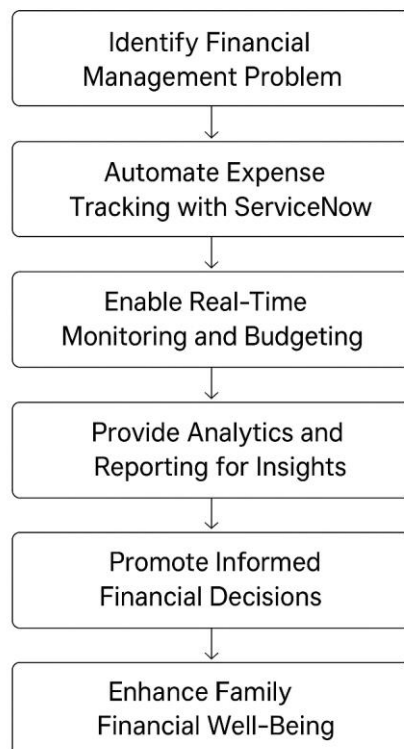 Identify Financial
Management Problem
Automate Expense
Tracking with ServiceNow
Enable Real-Time
Monitoring and Budgeting
Provide Analytics and
Reporting for Insights
Promote Informed
Financial Decisions
Enhance Family
Financial Well-Being